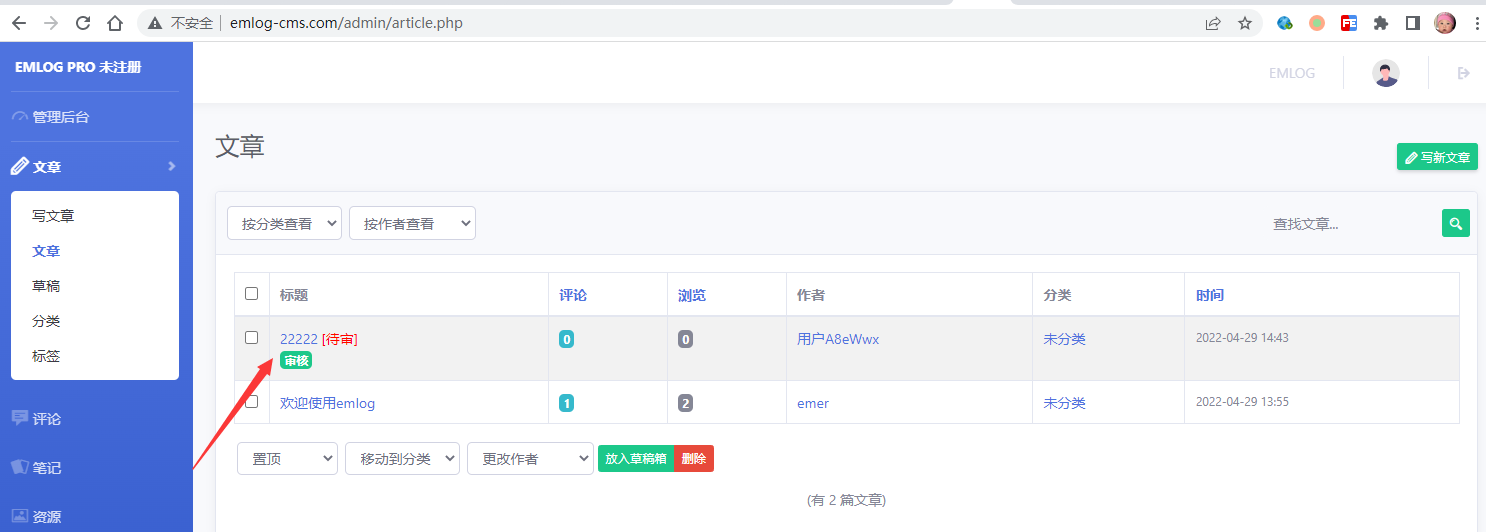 不安全 emlog-cms.com/admin/article.php
EMLOG PRO 未注册
EMLOG
管理后台
文章
写文章
文章
草稿
分类
标签
评论
笔记
资源
文章
写新文章
按分类查看 按作者查看 查找文章...
标题 评论 浏览 作者 分类 时间
22222 [待审] 0 0 用户A8eWwx 未分类 2022-04-29 14:43
审核
欢迎使用emlog 1 2 emer 未分类 2022-04-29 13:55
置顶 移动到分类 更改作者 放入草稿箱 删除
(有 2 篇文章)